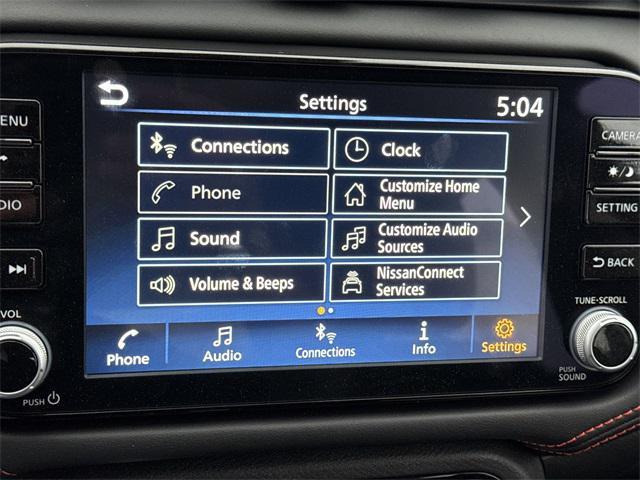 Settings
5:04
Connections
Clock
Phone
Customize Home
Menu
Sound
Customize Audio
Sources
Volume & Beeps
NissanConnect
Services
Phone
Audio
Connections
Info
Settings
MENU
DIO
VOL
PUSH
CAMERA
SETTING
BACK
TUNE·SCROLL
PUSH
SOUND